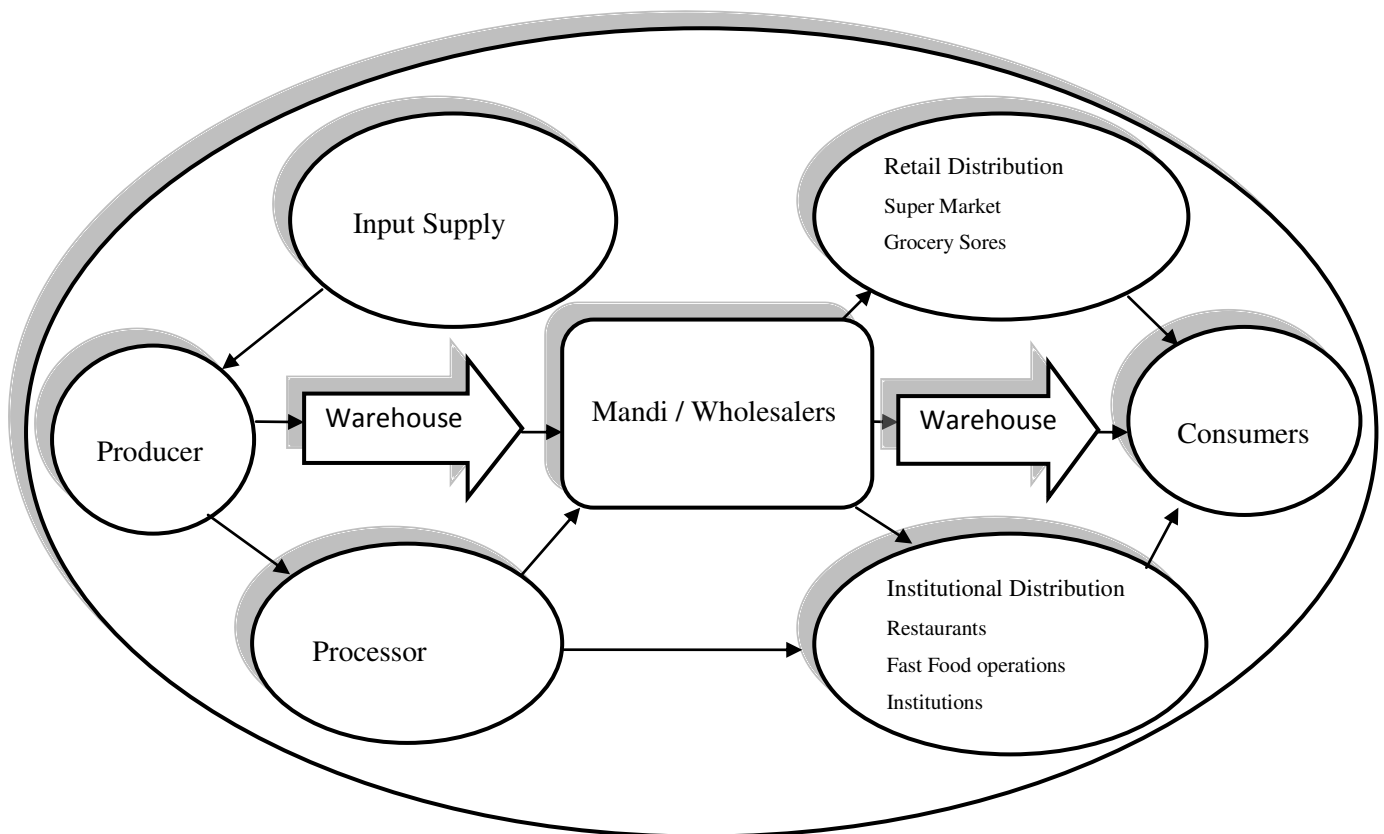 Input Supply
Retail Distribution
Super Market
Grocery Sores
Producer
Warehouse
Mandi / Wholesalers
Warehouse
Consumers
Processor
Institutional Distribution
Restaurants
Fast Food operations
Institutions